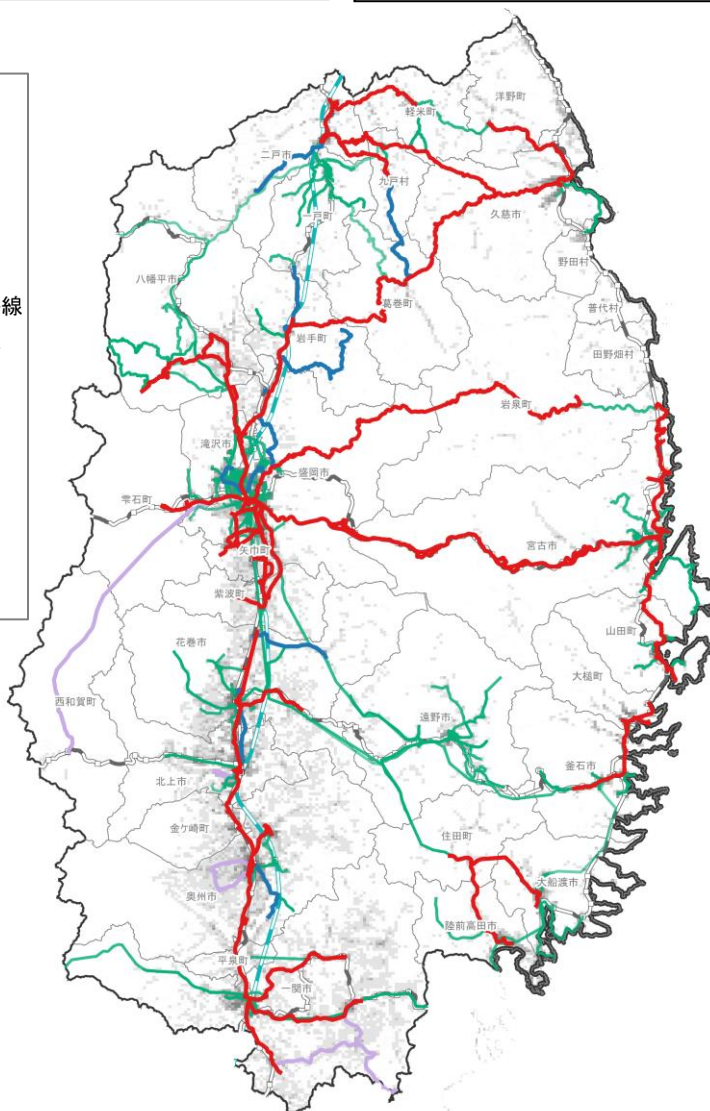 洋野町
軽米町
二戸市
九戸村
一戸町
久慈市
野田村
八幡平市
葛巻町
普代村
線
岩手町
田野畑村
岩泉町
滝沢市
盛岡市
雫石町
宮古市
矢巾町
紫波町
山田町
花巻市
大槌町
西和賀町
遠野市
釜石市
北上市
金ケ崎町
住田町
大船渡市
奥州市
陸前高田市
平泉町
一関市